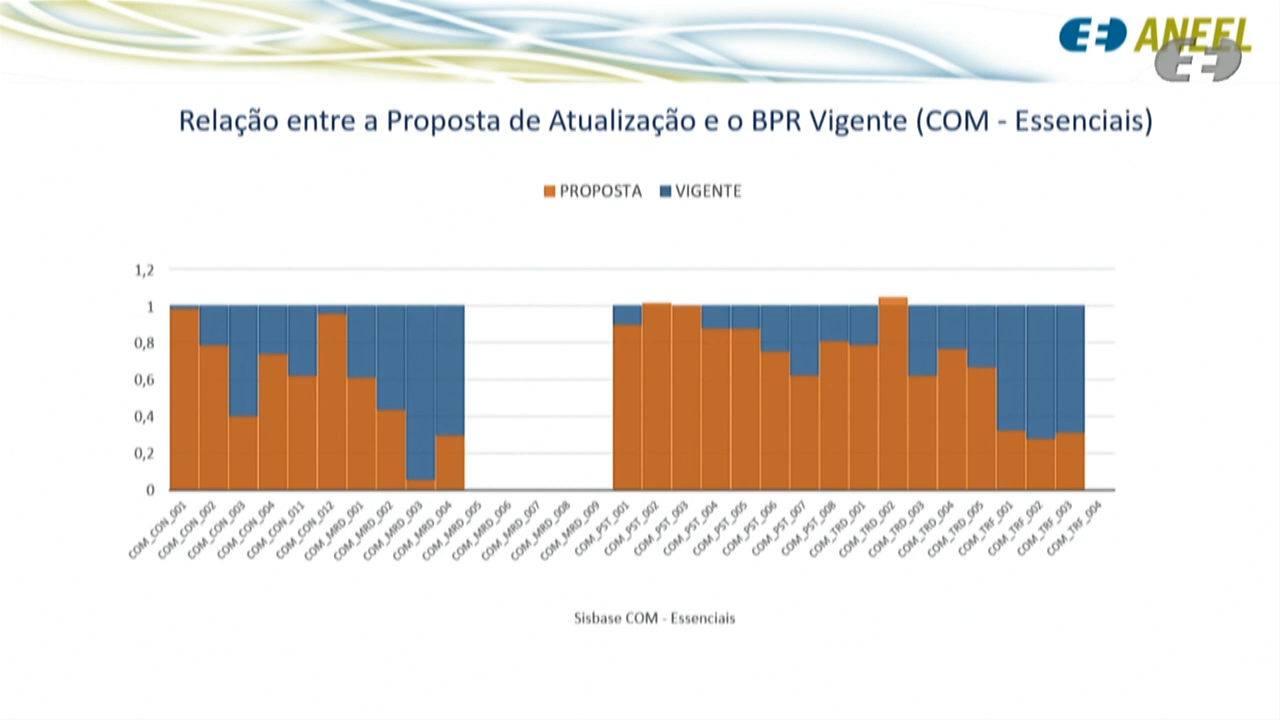 ANEEL
Relação entre a Proposta de Atualização e o BPR Vigente (COM - Essenciais)
PROPOSTA VIGENTE
1,2
1
0,8
0,6
0,4
0,2
0
COM_CON_001
COM_CON_002
COM_CON_003
COM_CON_004
COM_CON_011
COM_CON_012
COM_MRD_001
COM_MRD_002
COM_MRD_003
COM_MRD_004
COM_MRD_005
COM_MRD_006
COM_MRD_007
COM_MRD_008
COM_MRD_009
COM_PST_001
COM_PST_002
COM_PST_003
COM_PST_004
COM_PST_005
COM_PST_006
COM_PST_007
COM_PST_008
COM_TRD_001
COM_TRD_002
COM_TRD_003
COM_TRD_004
COM_TRD_005
COM_TRF_001
COM_TRF_002
COM_TRF_003
COM_TRF_004
Sisbase COM - Essenciais